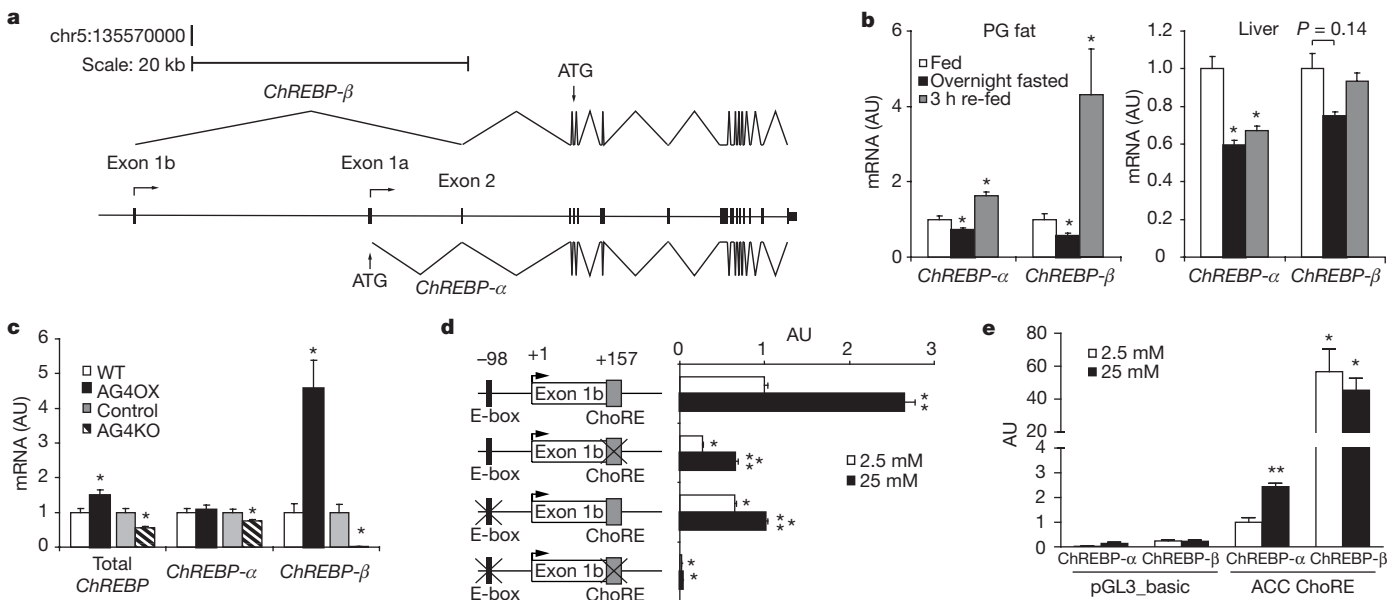 a
chr5:135570000
Scale: 20 kb
ChREBP-β
ATG
Exon 1b
Exon 1a
Exon 2
ATG
ChREBP-α
b
PG fat
Fed
Overnight fasted
3 h re-fed
mRNA (AU)
6
4
2
0
*
*
*
*
ChREBP-α
ChREBP-β
Liver
P = 0.14
mRNA (AU)
1.2
1.0
0.8
0.6
0.4
0.2
0
*
*
ChREBP-α
ChREBP-β
c
WT
AG4OX
Control
AG4KO
mRNA (AU)
6
5
4
3
2
1
0
*
*
*
*
*
Total
ChREBP
ChREBP-α
ChREBP-β
d
AU
0
1
2
3
–98
+1
+157
Exon 1b
E-box
ChoRE
**
Exon 1b
E-box
ChoRE
*
***
Exon 1b
E-box
ChoRE
*
***
Exon 1b
E-box
ChoRE
*
*
2.5 mM
25 mM
e
2.5 mM
25 mM
AU
80
60
40
20
4
3
2
1
0
**
*
*
ChREBP-α
ChREBP-β
ChREBP-α
ChREBP-β
pGL3_basic
ACC ChoRE